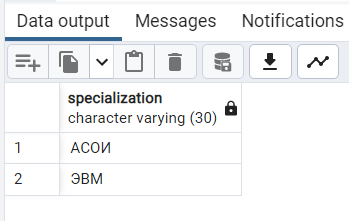 Data output Messages Notifications
specialization
character varying (30)
1 АСОИ
2 ЭВМ